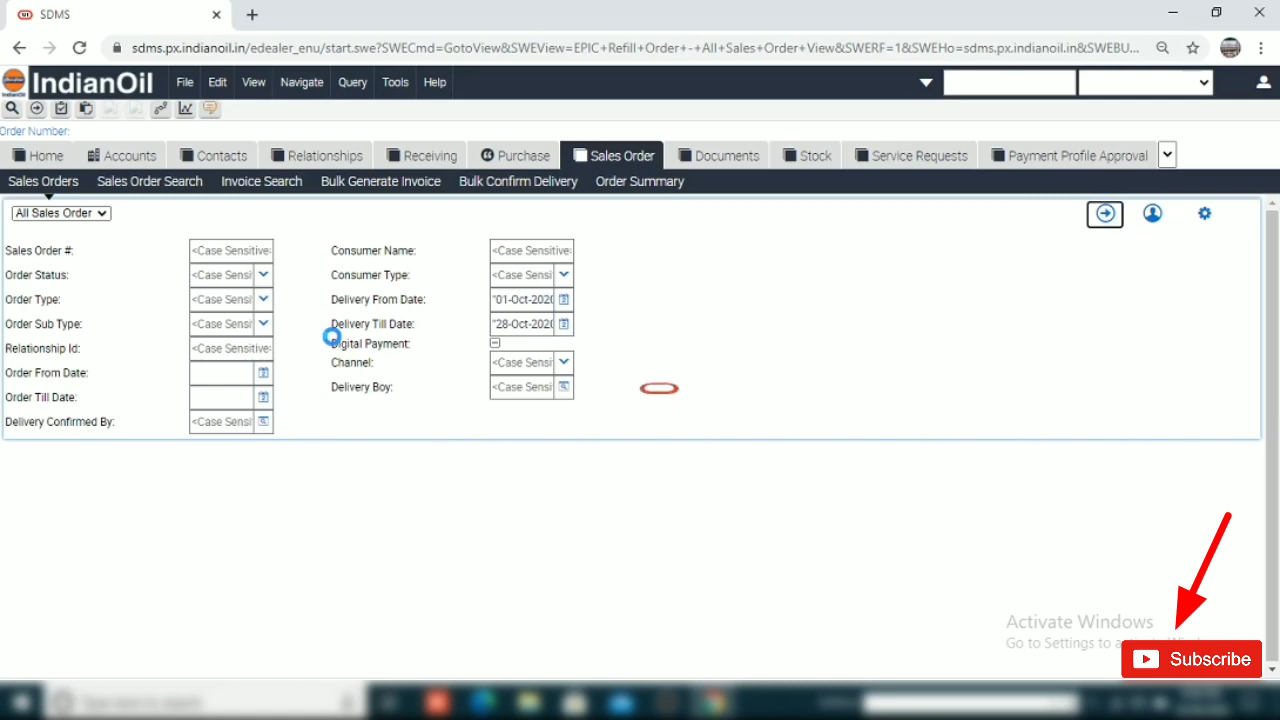 SDMS
sdms.px.indianoil.in/edealer_enu/start.swe?SWECmd=GotoView&SWEView=EPIC+Refill+Order+-+All+Sales+Order+View&SWERF=1&SWEHo=sdms.px.indianoil.in&SWEBU...
IndianOil File Edit View Navigate Query Tools Help
Order Number:
Home Accounts Contacts Relationships Receiving Purchase Sales Order Documents Stock Service Requests Payment Profile Approval
Sales Orders Sales Order Search Invoice Search Bulk Generate Invoice Bulk Confirm Delivery Order Summary
All Sales Order
Sales Order #: <Case Sensitive: Consumer Name: <Case Sensitive:
Order Status: <Case Sensi Consumer Type: <Case Sensi
Order Type: <Case Sensi Delivery From Date: "01-Oct-2020
Order Sub Type: <Case Sensi Delivery Till Date: "28-Oct-2020
Relationship Id: <Case Sensitive: Digital Payment:
Channel: <Case Sensi
Order From Date:
Delivery Boy: <Case Sensi
Order Till Date:
Delivery Confirmed By: <Case Sensi
Activate Windows
Go to Settings to
Subscribe